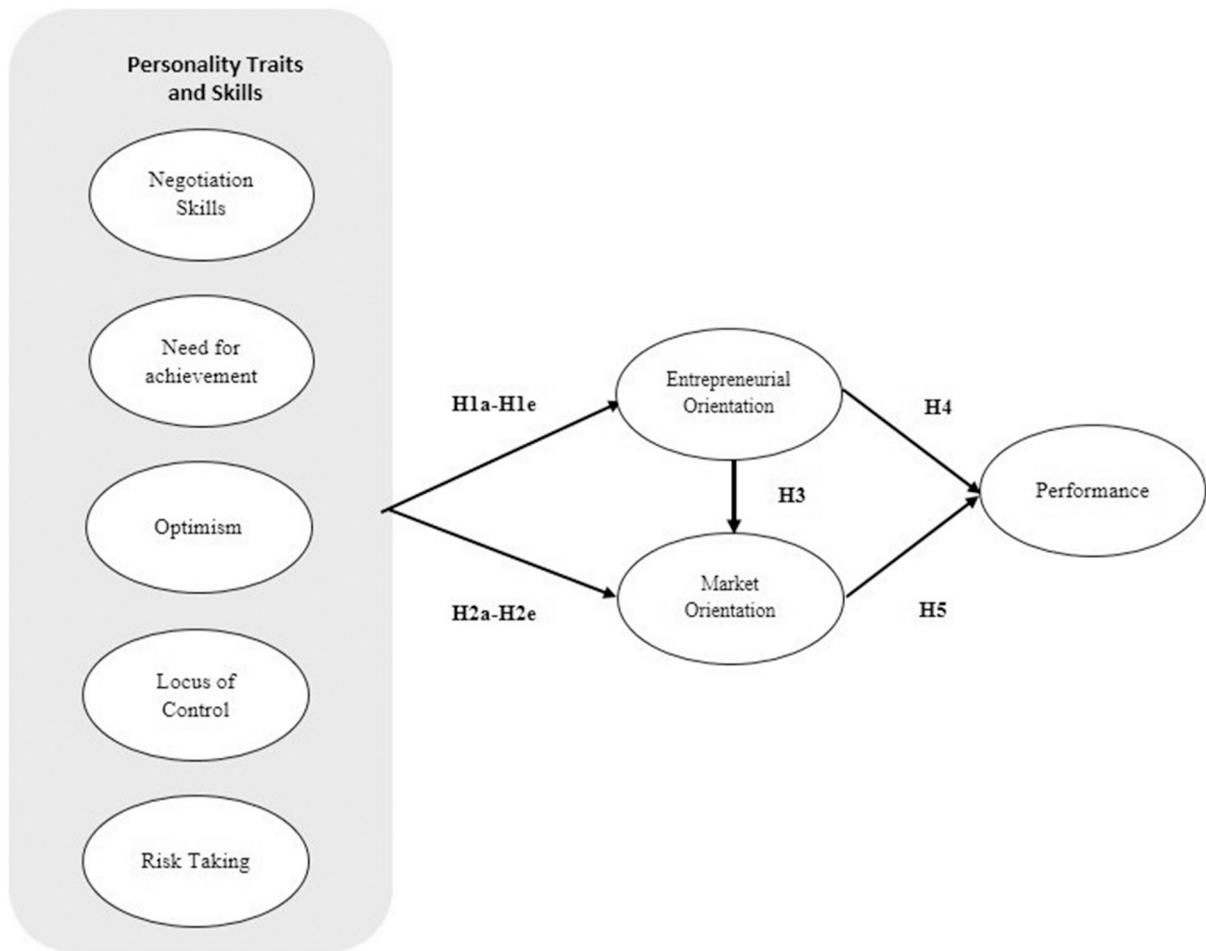 Personality Traits
and Skills
Negotiation
Skills
Need for
achievement
Optimism
Locus of
Control
Risk Taking
H1a-H1e
H2a-H2e
Entrepreneurial
Orientation
H3
Market
Orientation
H4
H5
Performance